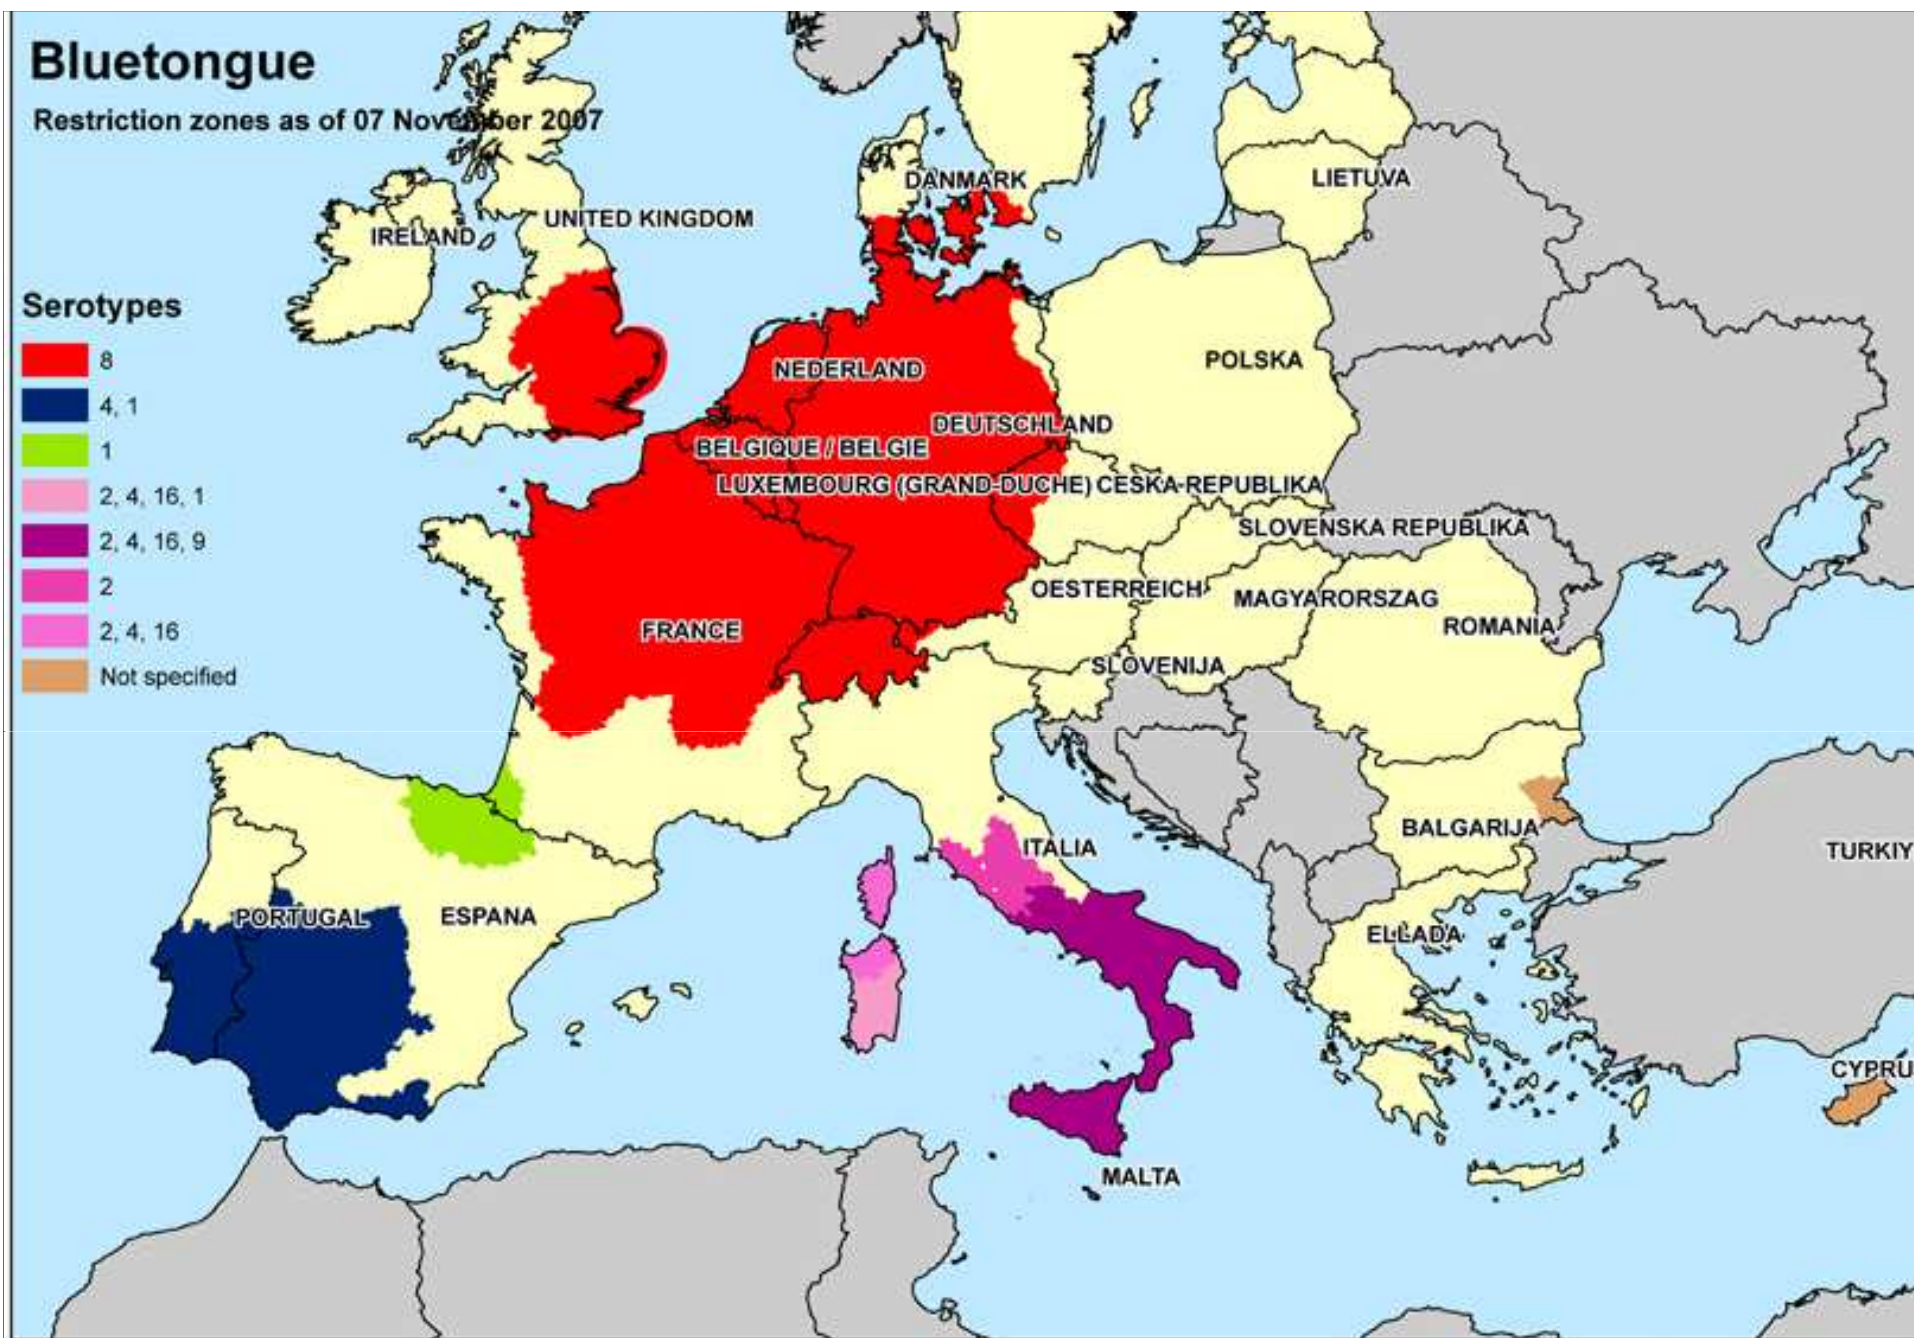 Bluetongue
Restriction zones as of 07 November 2007
DANMARK
LIETUVA
UNITED KINGDOM
IRELAND
Serotypes
8
4, 1
1
2, 4, 16, 1
2, 4, 16, 9
2
2, 4, 16
Not specified
NEDERLAND
POLSKA
DEUTSCHLAND
BELGIQUE / BELGIE
LUXEMBOURG (GRAND-DUCHE)
CESKA REPUBLIKA
SLOVENSKA REPUBLIKA
OESTERREICH
MAGYARORSZAG
FRANCE
ROMANIA
SLOVENIJA
BALGARIJA
ITALIA
TURKIY
PORTUGAL
ESPANA
ELLADA
CYPRU
MALTA